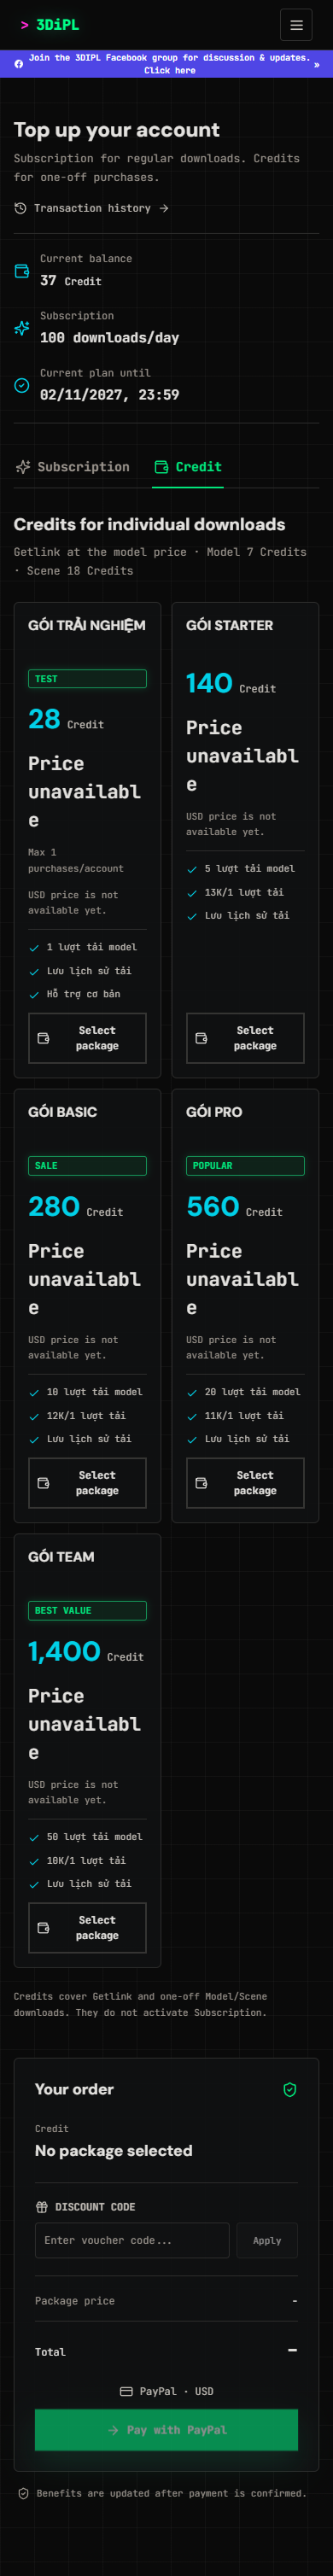 > 3DiPL
Join the 3DIPL Facebook group for discussion & updates. »
Click here
Top up your account
Subscription for regular downloads. Credits
for one-off purchases.
Transaction history →
Current balance
37 Credit
Subscription
100 downloads/day
Current plan until
02/11/2027, 23:59
Subscription
Credit
Credits for individual downloads
Getlink at the model price · Model 7 Credits
· Scene 18 Credits
GÓI TRẢI NGHIỆM
TEST
28 Credit
Price
unavailabl
e
Max 1
purchases/account
USD price is not
available yet.
1 lượt tải model
Lưu lịch sử tải
Hỗ trợ cơ bản
Select
package
GÓI STARTER
140 Credit
Price
unavailabl
e
USD price is not
available yet.
5 lượt tải model
13K/1 lượt tải
Lưu lịch sử tải
Select
package
GÓI BASIC
SALE
280 Credit
Price
unavailabl
e
USD price is not
available yet.
10 lượt tải model
12K/1 lượt tải
Lưu lịch sử tải
Select
package
GÓI PRO
POPULAR
560 Credit
Price
unavailabl
e
USD price is not
available yet.
20 lượt tải model
11K/1 lượt tải
Lưu lịch sử tải
Select
package
GÓI TEAM
BEST VALUE
1,400 Credit
Price
unavailabl
e
USD price is not
available yet.
50 lượt tải model
10K/1 lượt tải
Lưu lịch sử tải
Select
package
Credits cover Getlink and one-off Model/Scene
downloads. They do not activate Subscription.
Your order
Credit
No package selected
DISCOUNT CODE
Enter voucher code...
Apply
Package price -
Total –
PayPal · USD
→ Pay with PayPal
Benefits are updated after payment is confirmed.